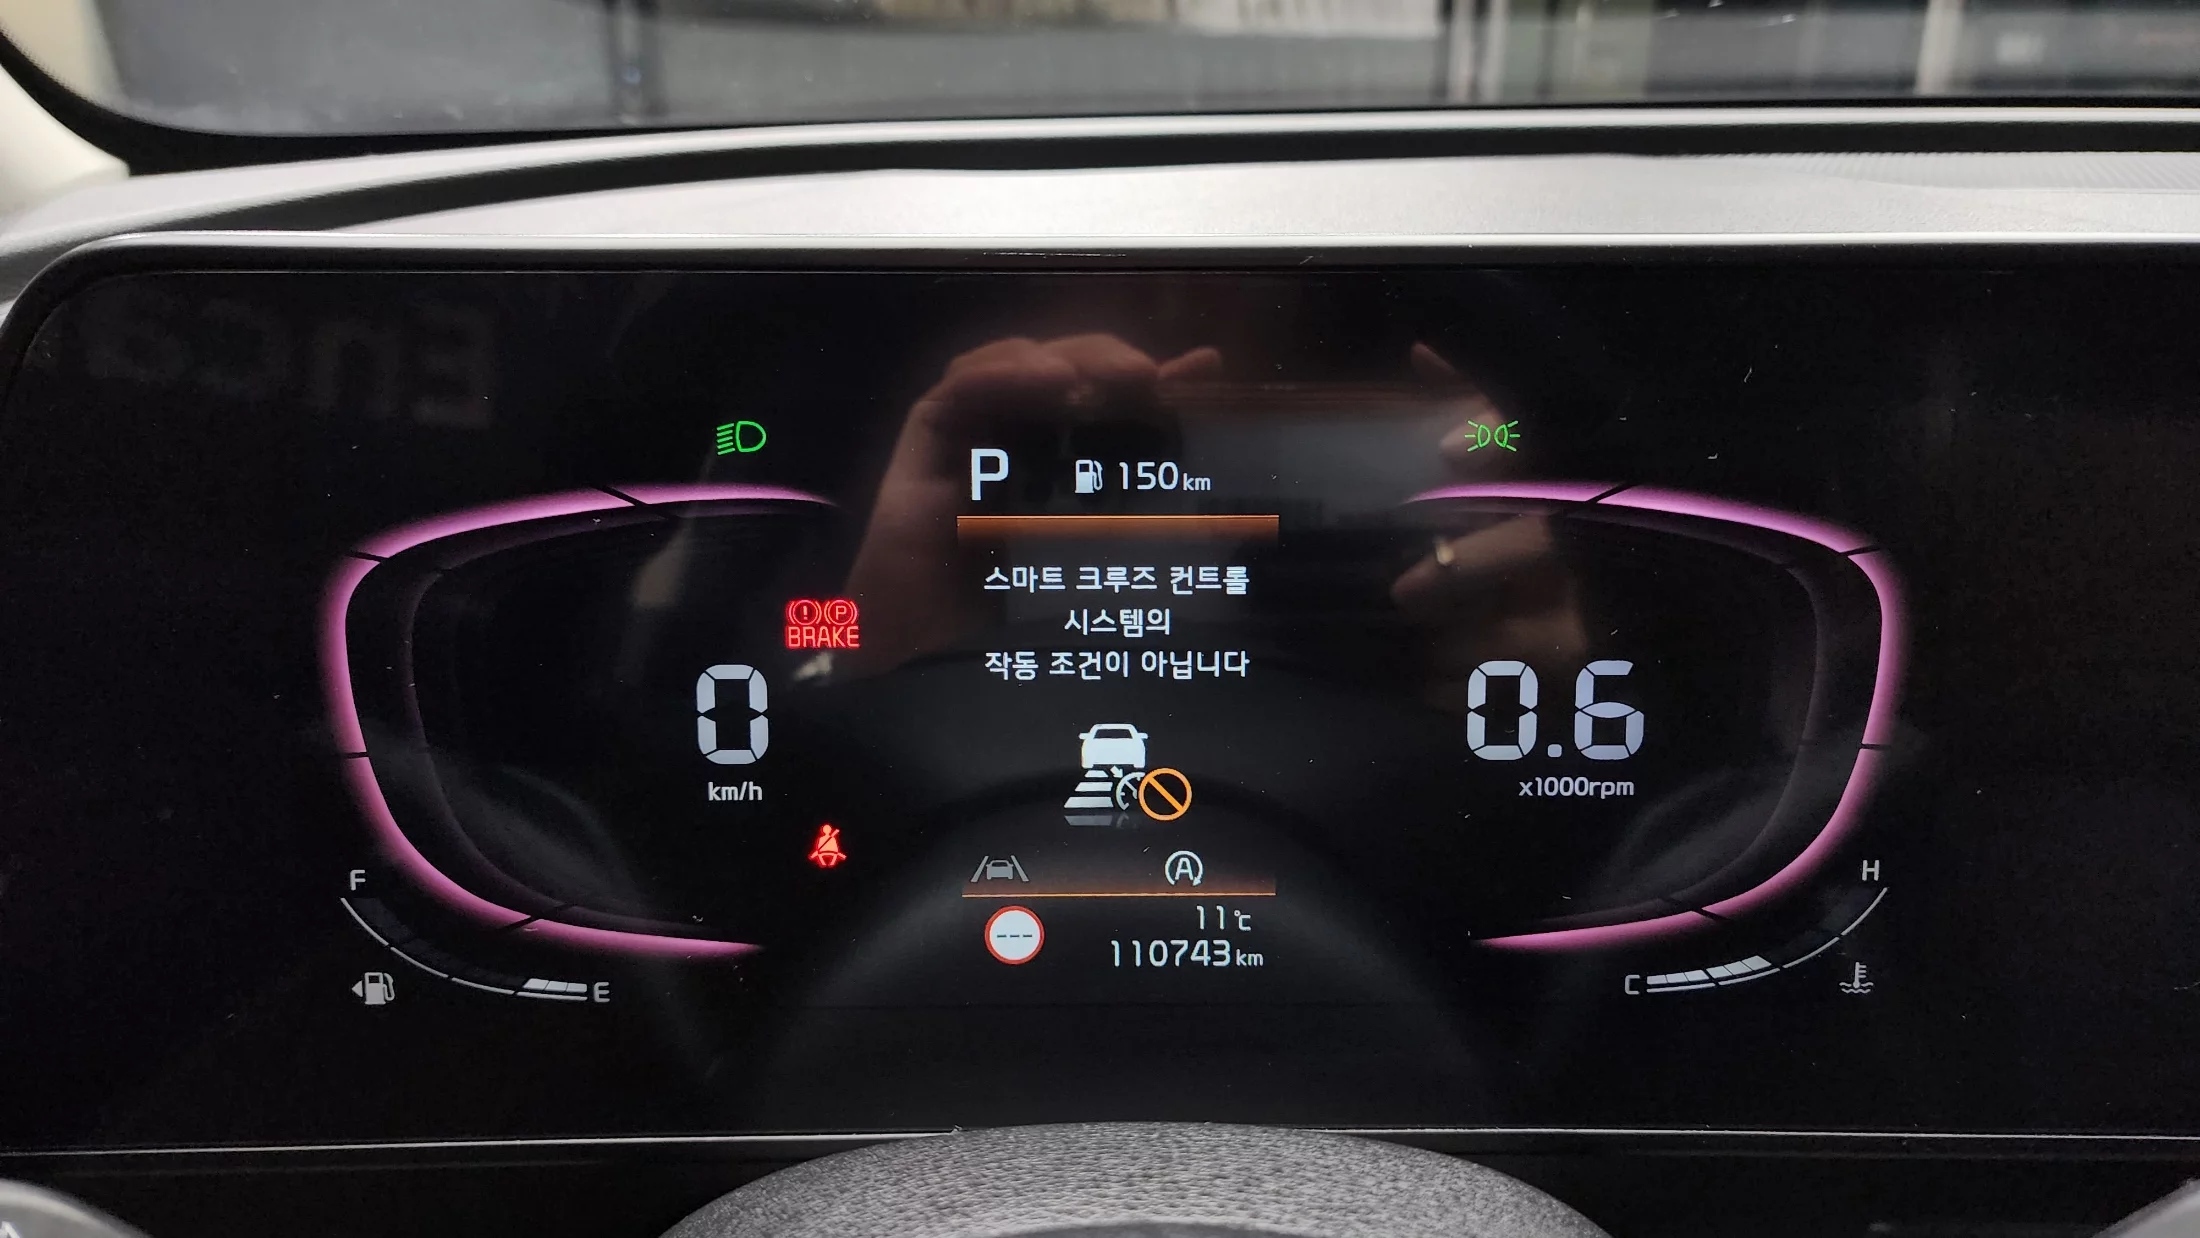 P 150km
스마트 크루즈 컨트롤
시스템의
작동 조건이 아닙니다
BRAKE
0
km/h
0.6
x1000rpm
A
F
E
---
11℃
110743km
H
C